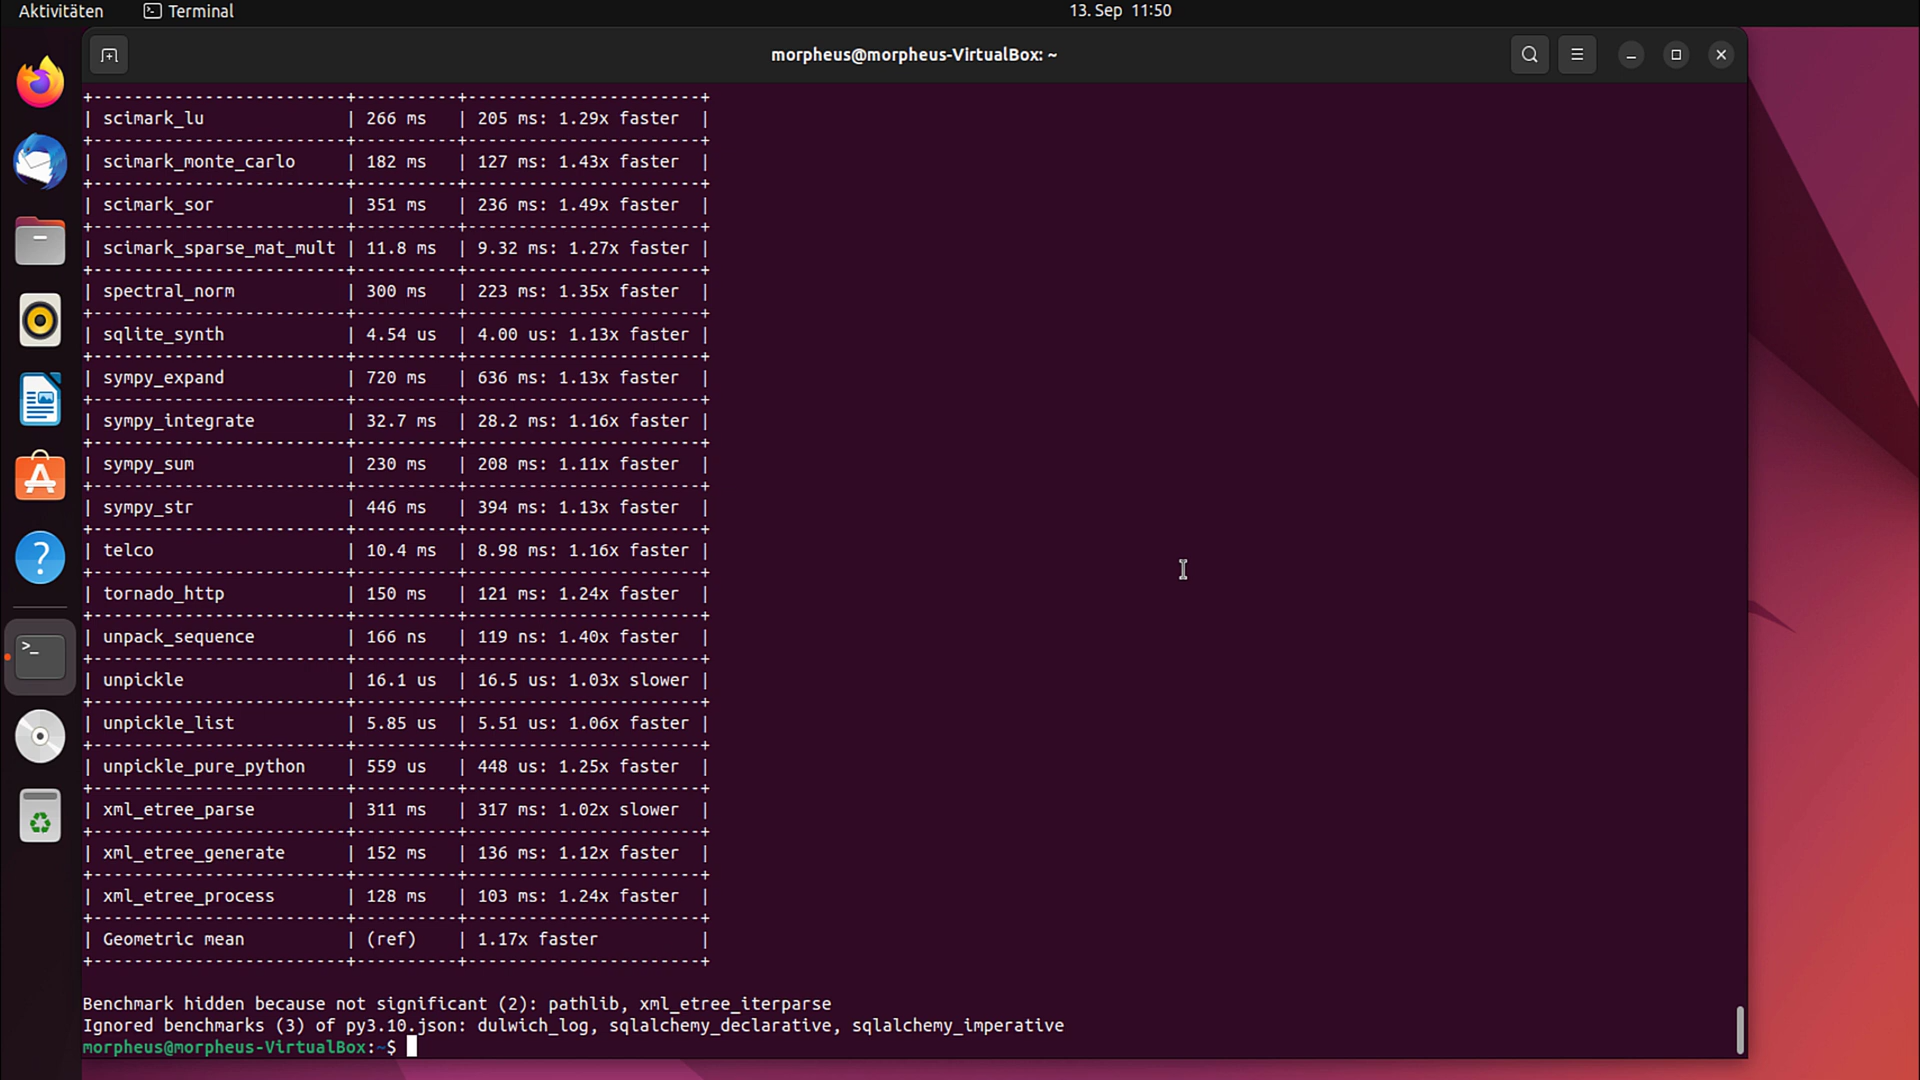 Aktivitäten Terminal 13. Sep 11:50
morpheus@morpheus-VirtualBox: ~
+-------------------------+----------+-----------------------+
| scimark_lu | 266 ms | 205 ms: 1.29x faster |
+-------------------------+----------+-----------------------+
| scimark_monte_carlo | 182 ms | 127 ms: 1.43x faster |
+-------------------------+----------+-----------------------+
| scimark_sor | 351 ms | 236 ms: 1.49x faster |
+-------------------------+----------+-----------------------+
| scimark_sparse_mat_mult | 11.8 ms | 9.32 ms: 1.27x faster |
+-------------------------+----------+-----------------------+
| spectral_norm | 300 ms | 223 ms: 1.35x faster |
+-------------------------+----------+-----------------------+
| sqlite_synth | 4.54 us | 4.00 us: 1.13x faster |
+-------------------------+----------+-----------------------+
| sympy_expand | 720 ms | 636 ms: 1.13x faster |
+-------------------------+----------+-----------------------+
| sympy_integrate | 32.7 ms | 28.2 ms: 1.16x faster |
+-------------------------+----------+-----------------------+
| sympy_sum | 230 ms | 208 ms: 1.11x faster |
+-------------------------+----------+-----------------------+
| sympy_str | 446 ms | 394 ms: 1.13x faster |
+-------------------------+----------+-----------------------+
| telco | 10.4 ms | 8.98 ms: 1.16x faster |
+-------------------------+----------+-----------------------+
| tornado_http | 150 ms | 121 ms: 1.24x faster |
+-------------------------+----------+-----------------------+
| unpack_sequence | 166 ns | 119 ns: 1.40x faster |
+-------------------------+----------+-----------------------+
| unpickle | 16.1 us | 16.5 us: 1.03x slower |
+-------------------------+----------+-----------------------+
| unpickle_list | 5.85 us | 5.51 us: 1.06x faster |
+-------------------------+----------+-----------------------+
| unpickle_pure_python | 559 us | 448 us: 1.25x faster |
+-------------------------+----------+-----------------------+
| xml_etree_parse | 311 ms | 317 ms: 1.02x slower |
+-------------------------+----------+-----------------------+
| xml_etree_generate | 152 ms | 136 ms: 1.12x faster |
+-------------------------+----------+-----------------------+
| xml_etree_process | 128 ms | 103 ms: 1.24x faster |
+-------------------------+----------+-----------------------+
| Geometric mean | (ref) | 1.17x faster |
+-------------------------+----------+-----------------------+
Benchmark hidden because not significant (2): pathlib, xml_etree_iterparse
Ignored benchmarks (3) of py3.10.json: dulwich_log, sqlalchemy_declarative, sqlalchemy_imperative
morpheus@morpheus-VirtualBox:~$